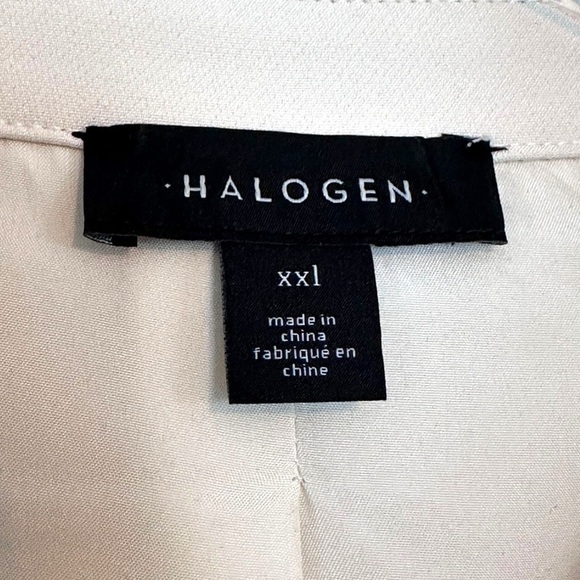 ·HALOGEN·
xxl
made in
china
fabriqué en
chine